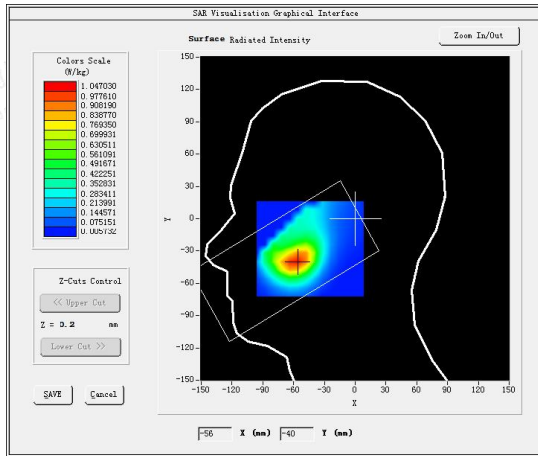 SAR Visualisation Graphical Interface
Surface Radiated Intensity
Zoom In/Out
Colors Scale
(W/kg)
1.047030
0.977610
0.908190
0.838770
0.769350
0.699931
0.630511
0.561091
0.491671
0.422251
0.352831
0.283411
0.213991
0.144571
0.075151
0.005732
Z-Cuts Control
<< Upper Cut
Z = 0.2 mm
Lower Cut >>
SAVE Cancel
150
120
90
60
30
0
-30
-60
-90
-120
-150
Y
-150 -120 -90 -60 -30 0 30 60 90 120 150
X
-56 X (mm) -40 Y (mm)